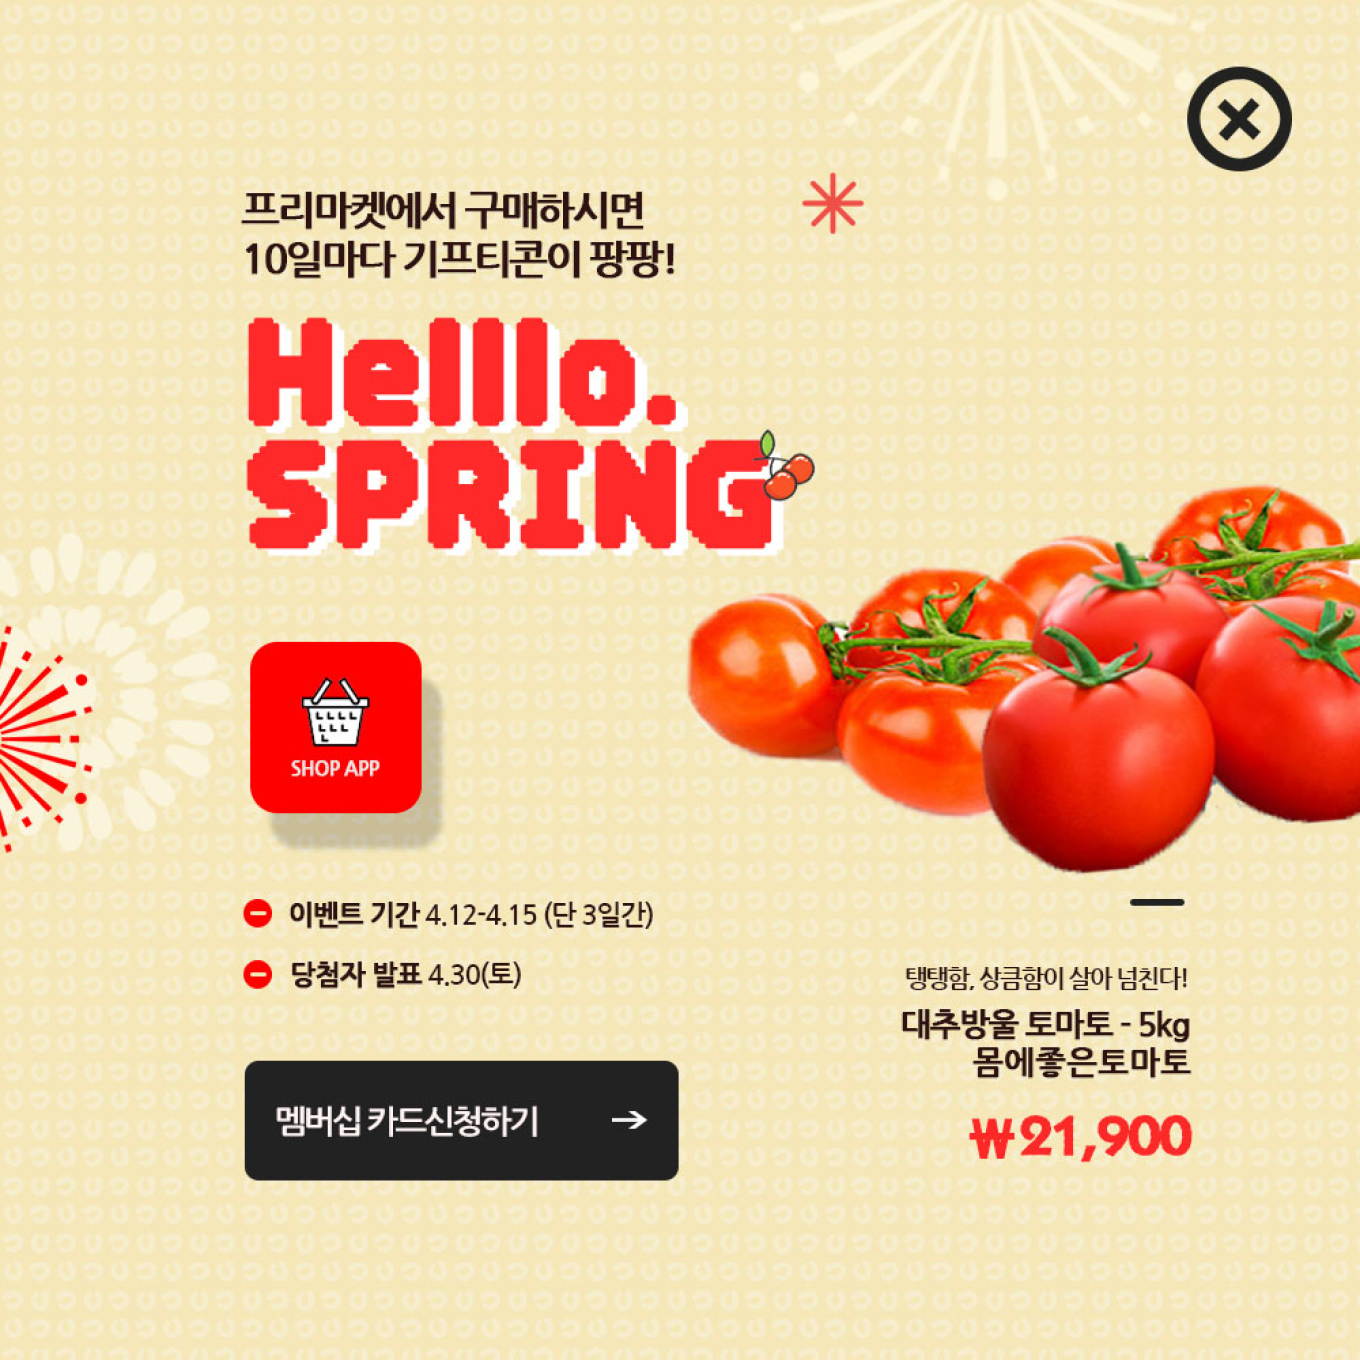 프리마켓에서 구매하시면
10일마다 기프티콘이 팡팡!
Helllo.
SPRING
SHOP APP
이벤트 기간 4.12-4.15 (단 3일간)
당첨자 발표 4.30(토)
멤버십 카드신청하기
탱탱함, 상큼함이 살아 넘친다!
대추방울 토마토 - 5kg
몸에좋은토마토
₩21,900